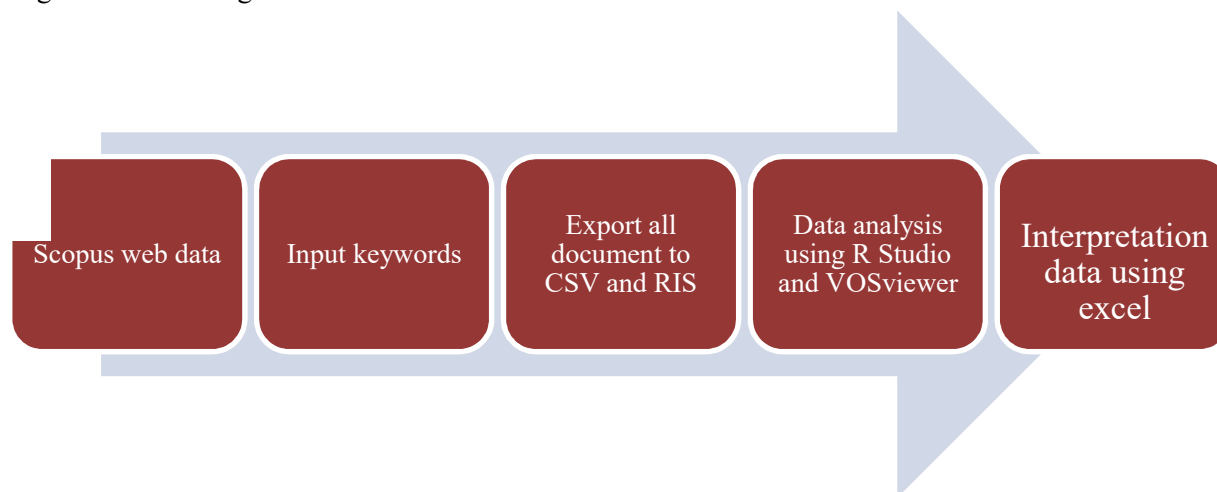 Scopus web data
Input keywords
Export all
document to
CSV and RIS
Data analysis
using R Studio
and VOSviewer
Interpretation
data using
excel